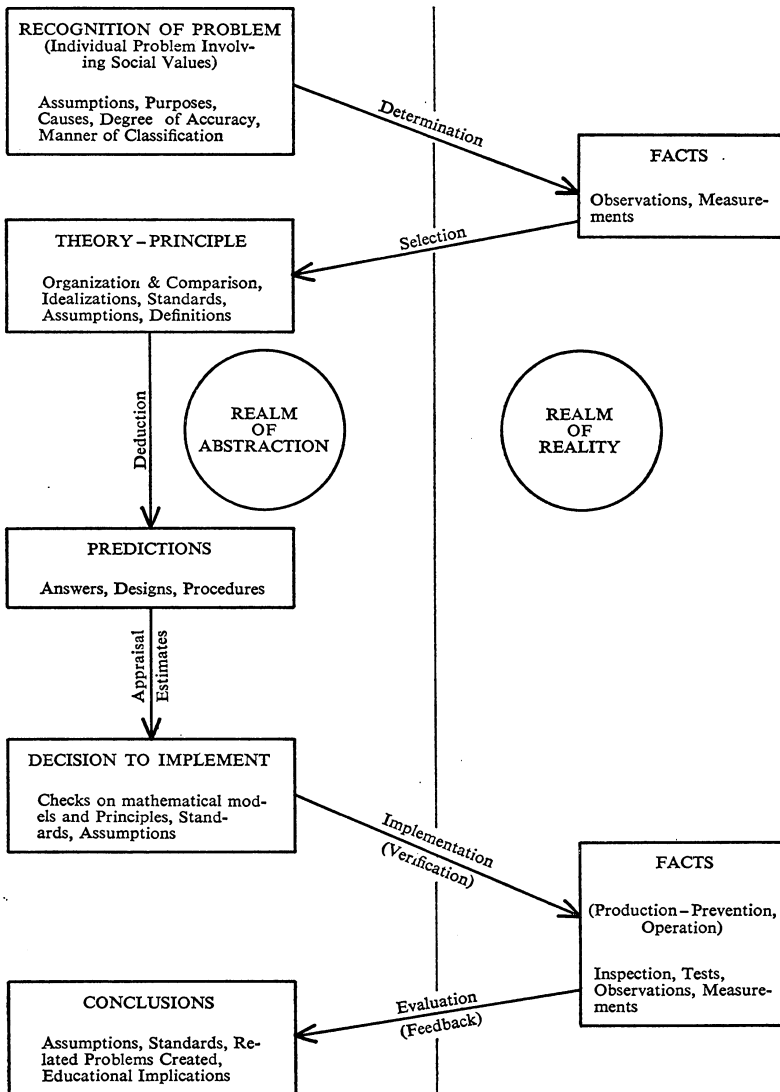 RECOGNITION OF PROBLEM
(Individual Problem Involv-
ing Social Values)
Assumptions, Purposes,
Causes, Degree of Accuracy,
Manner of Classification
Determination
FACTS
Observations, Measure-
ments
Selection
THEORY – PRINCIPLE
Organization & Comparison,
Idealizations, Standards,
Assumptions, Definitions
Deduction
REALM
OF
ABSTRACTION
REALM
OF
REALITY
PREDICTIONS
Answers, Designs, Procedures
Appraisal
Estimates
DECISION TO IMPLEMENT
Checks on mathematical mod-
els and Principles, Stand-
ards, Assumptions
Implementation
(Verification)
FACTS
(Production – Prevention,
Operation)
Inspection, Tests,
Observations, Measure-
ments
Evaluation
(Feedback)
CONCLUSIONS
Assumptions, Standards, Re-
lated Problems Created,
Educational Implications